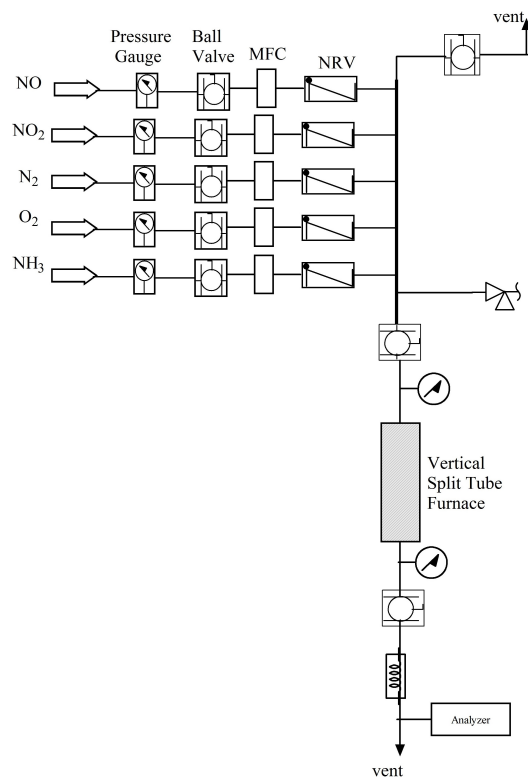 vent
Pressure
Gauge
Ball
Valve
MFC
NRV
NO
NO₂
N₂
O₂
NH₃
Vertical
Split Tube
Furnace
Analyzer
vent